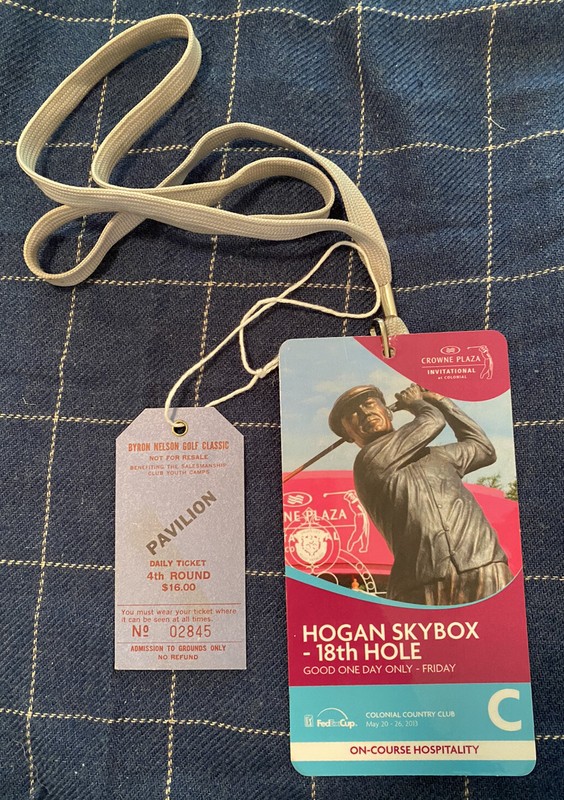 BYRON NELSON GOLF CLASSIC
NOT FOR RESALE
BENEFITING THE SALESMANSHIP
CLUB YOUTH CAMPS
PAVILION
DAILY TICKET
4th ROUND
$16.00
You must wear your ticket where
it can be seen at all times.
Nº 02845
ADMISSION TO GROUNDS ONLY
NO REFUND
CROWNE PLAZA
INVITATIONAL
at COLONIAL
NE PLAZA
HOGAN SKYBOX
- 18th HOLE
GOOD ONE DAY ONLY - FRIDAY
FedExCup.
COLONIAL COUNTRY CLUB
May 20 - 26, 2013
C
ON-COURSE HOSPITALITY